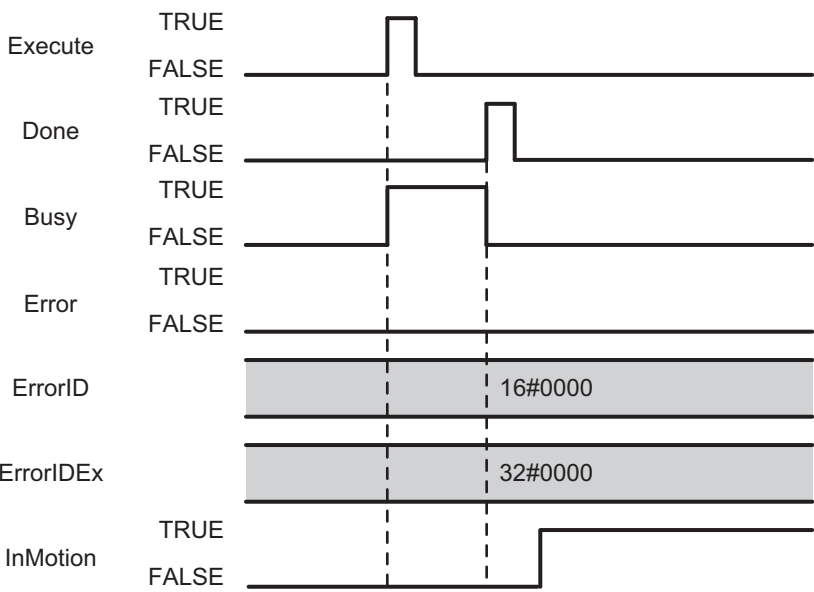 TRUE
Execute
FALSE
TRUE
Done
FALSE
TRUE
Busy
FALSE
TRUE
Error
FALSE
ErrorID 16#0000
ErrorIDEx 32#0000
TRUE
InMotion
FALSE